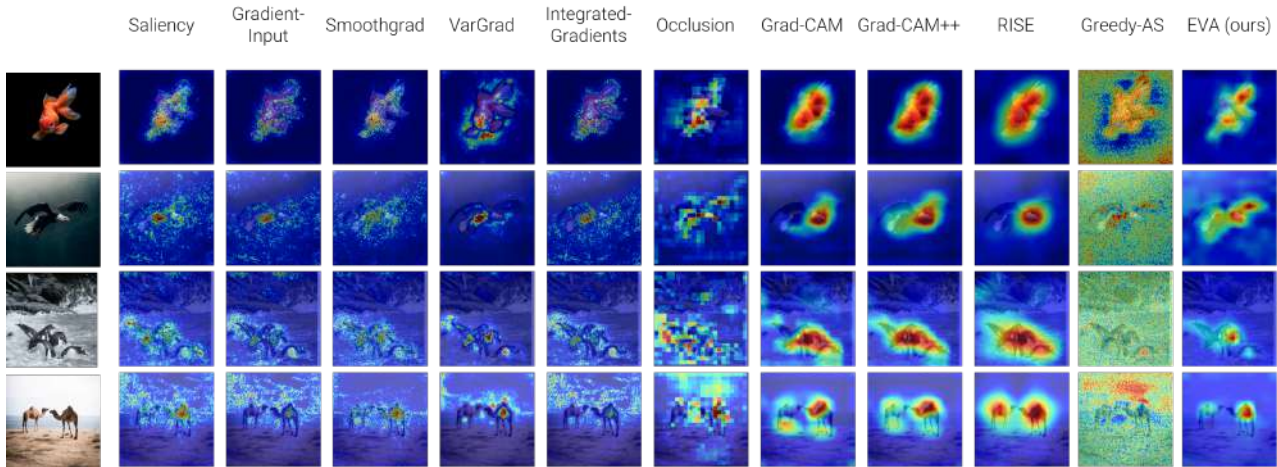 Saliency
Gradient-
Input
Smoothgrad
VarGrad
Integrated-
Gradients
Occlusion
Grad-CAM
Grad-CAM++
RISE
Greedy-AS
EVA (ours)